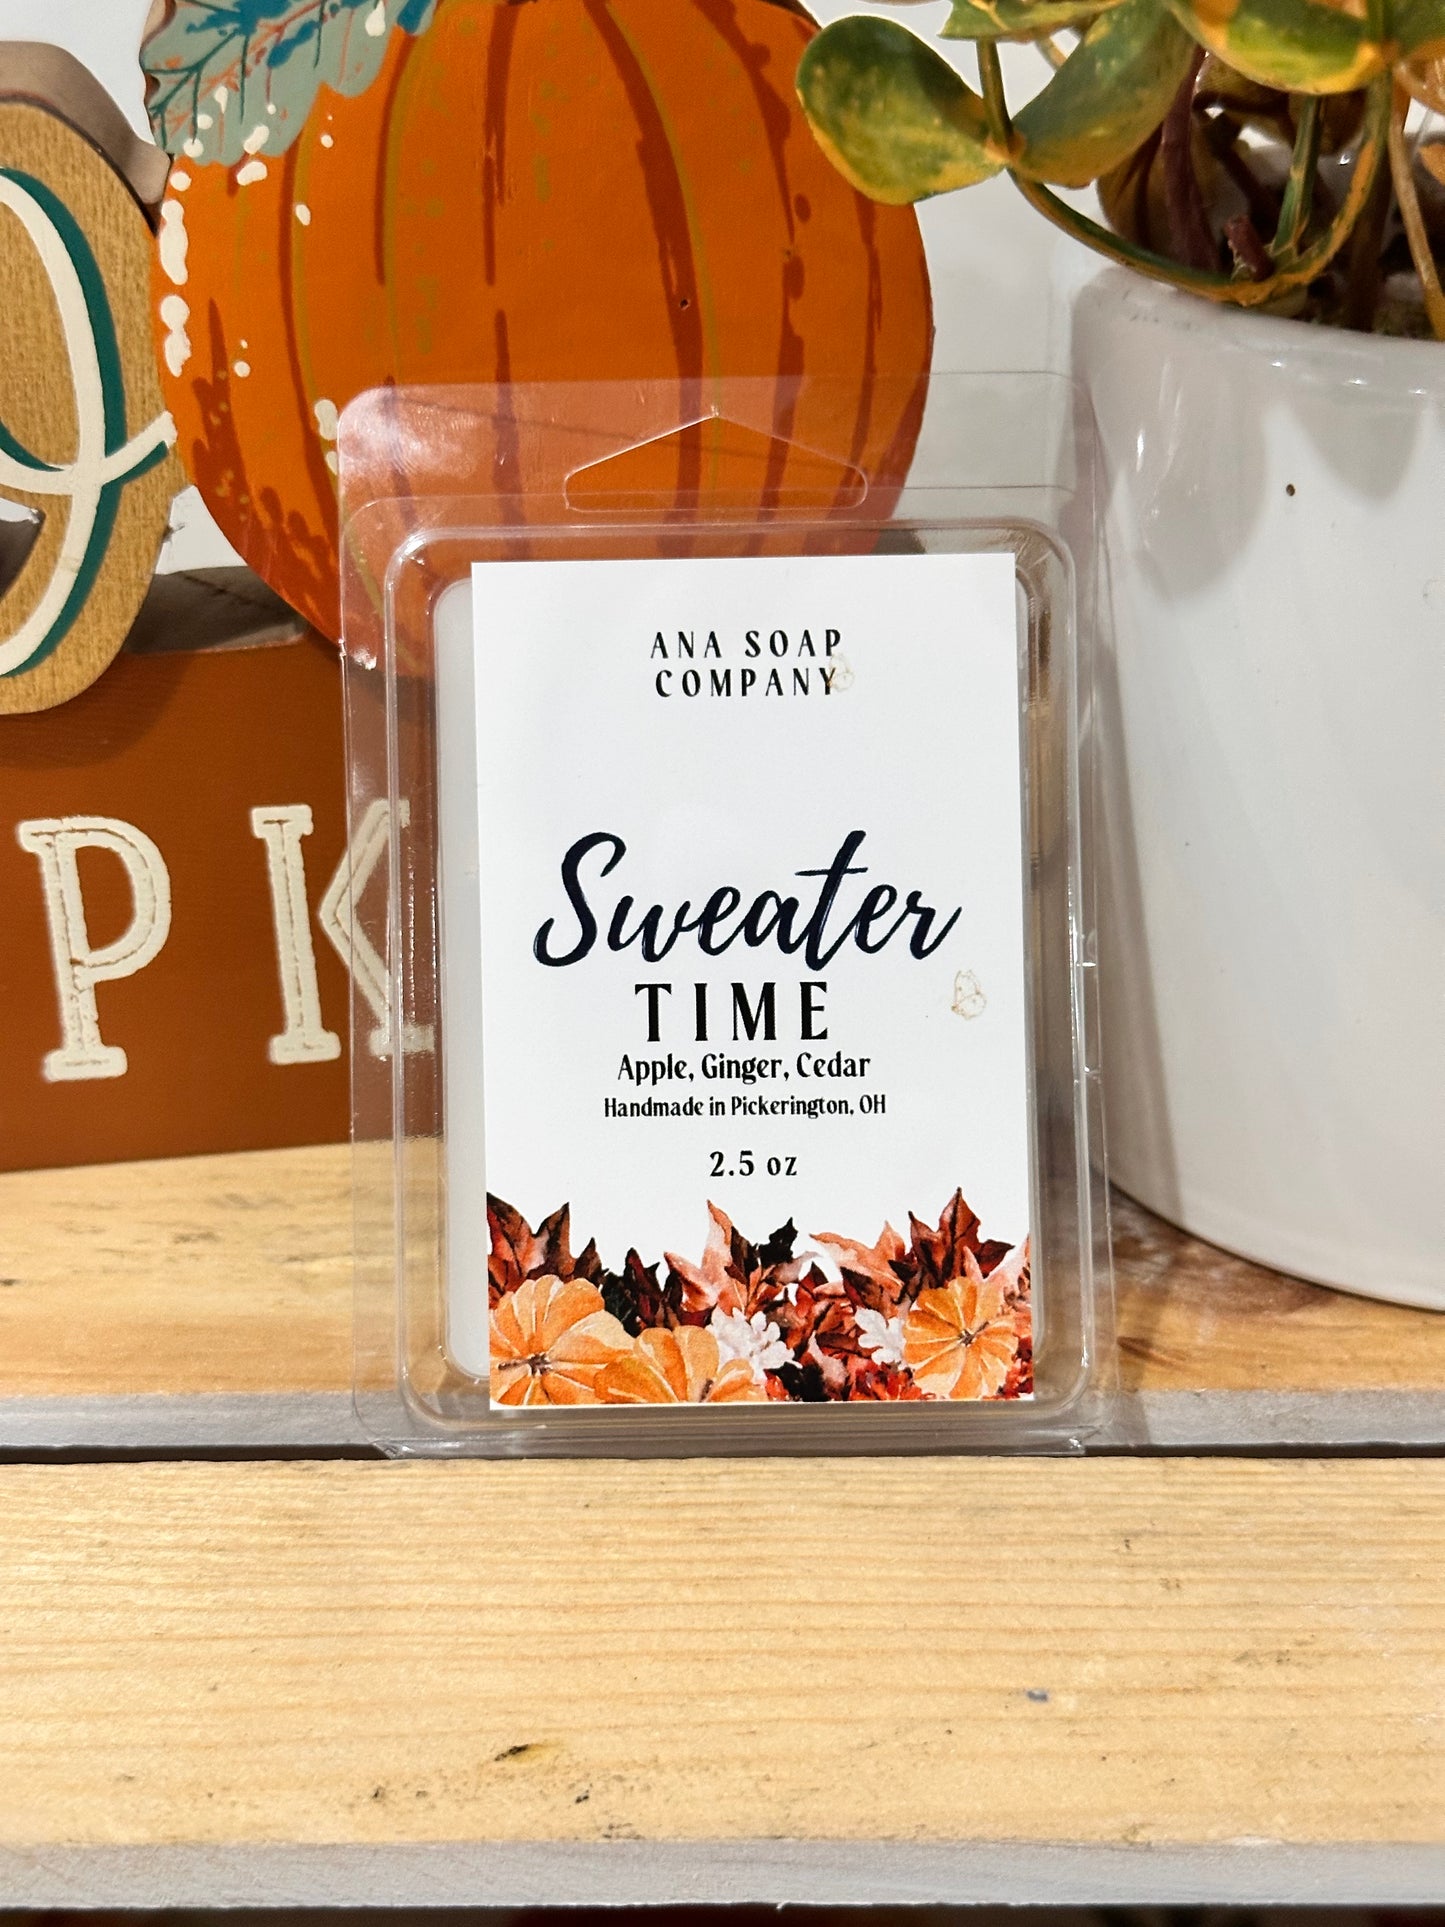 P K
ANA SOAP
COMPANY
Sweater
TIME
Apple, Ginger, Cedar
Handmade in Pickerington, OH
2.5 oz